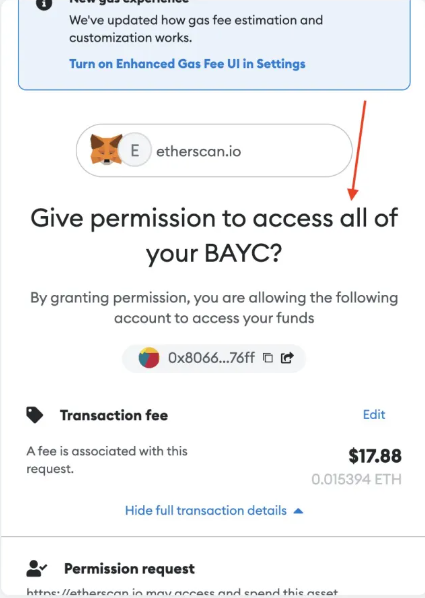 New gas experience
We've updated how gas fee estimation and
customization works.
Turn on Enhanced Gas Fee UI in Settings
E etherscan.io
Give permission to access all of
your BAYC?
By granting permission, you are allowing the following
account to access your funds
0x8066...76ff
Transaction fee Edit
A fee is associated with this
request.
$17.88
0.015394 ETH
Hide full transaction details
Permission request
https://etherscan.io may access and spend this asset